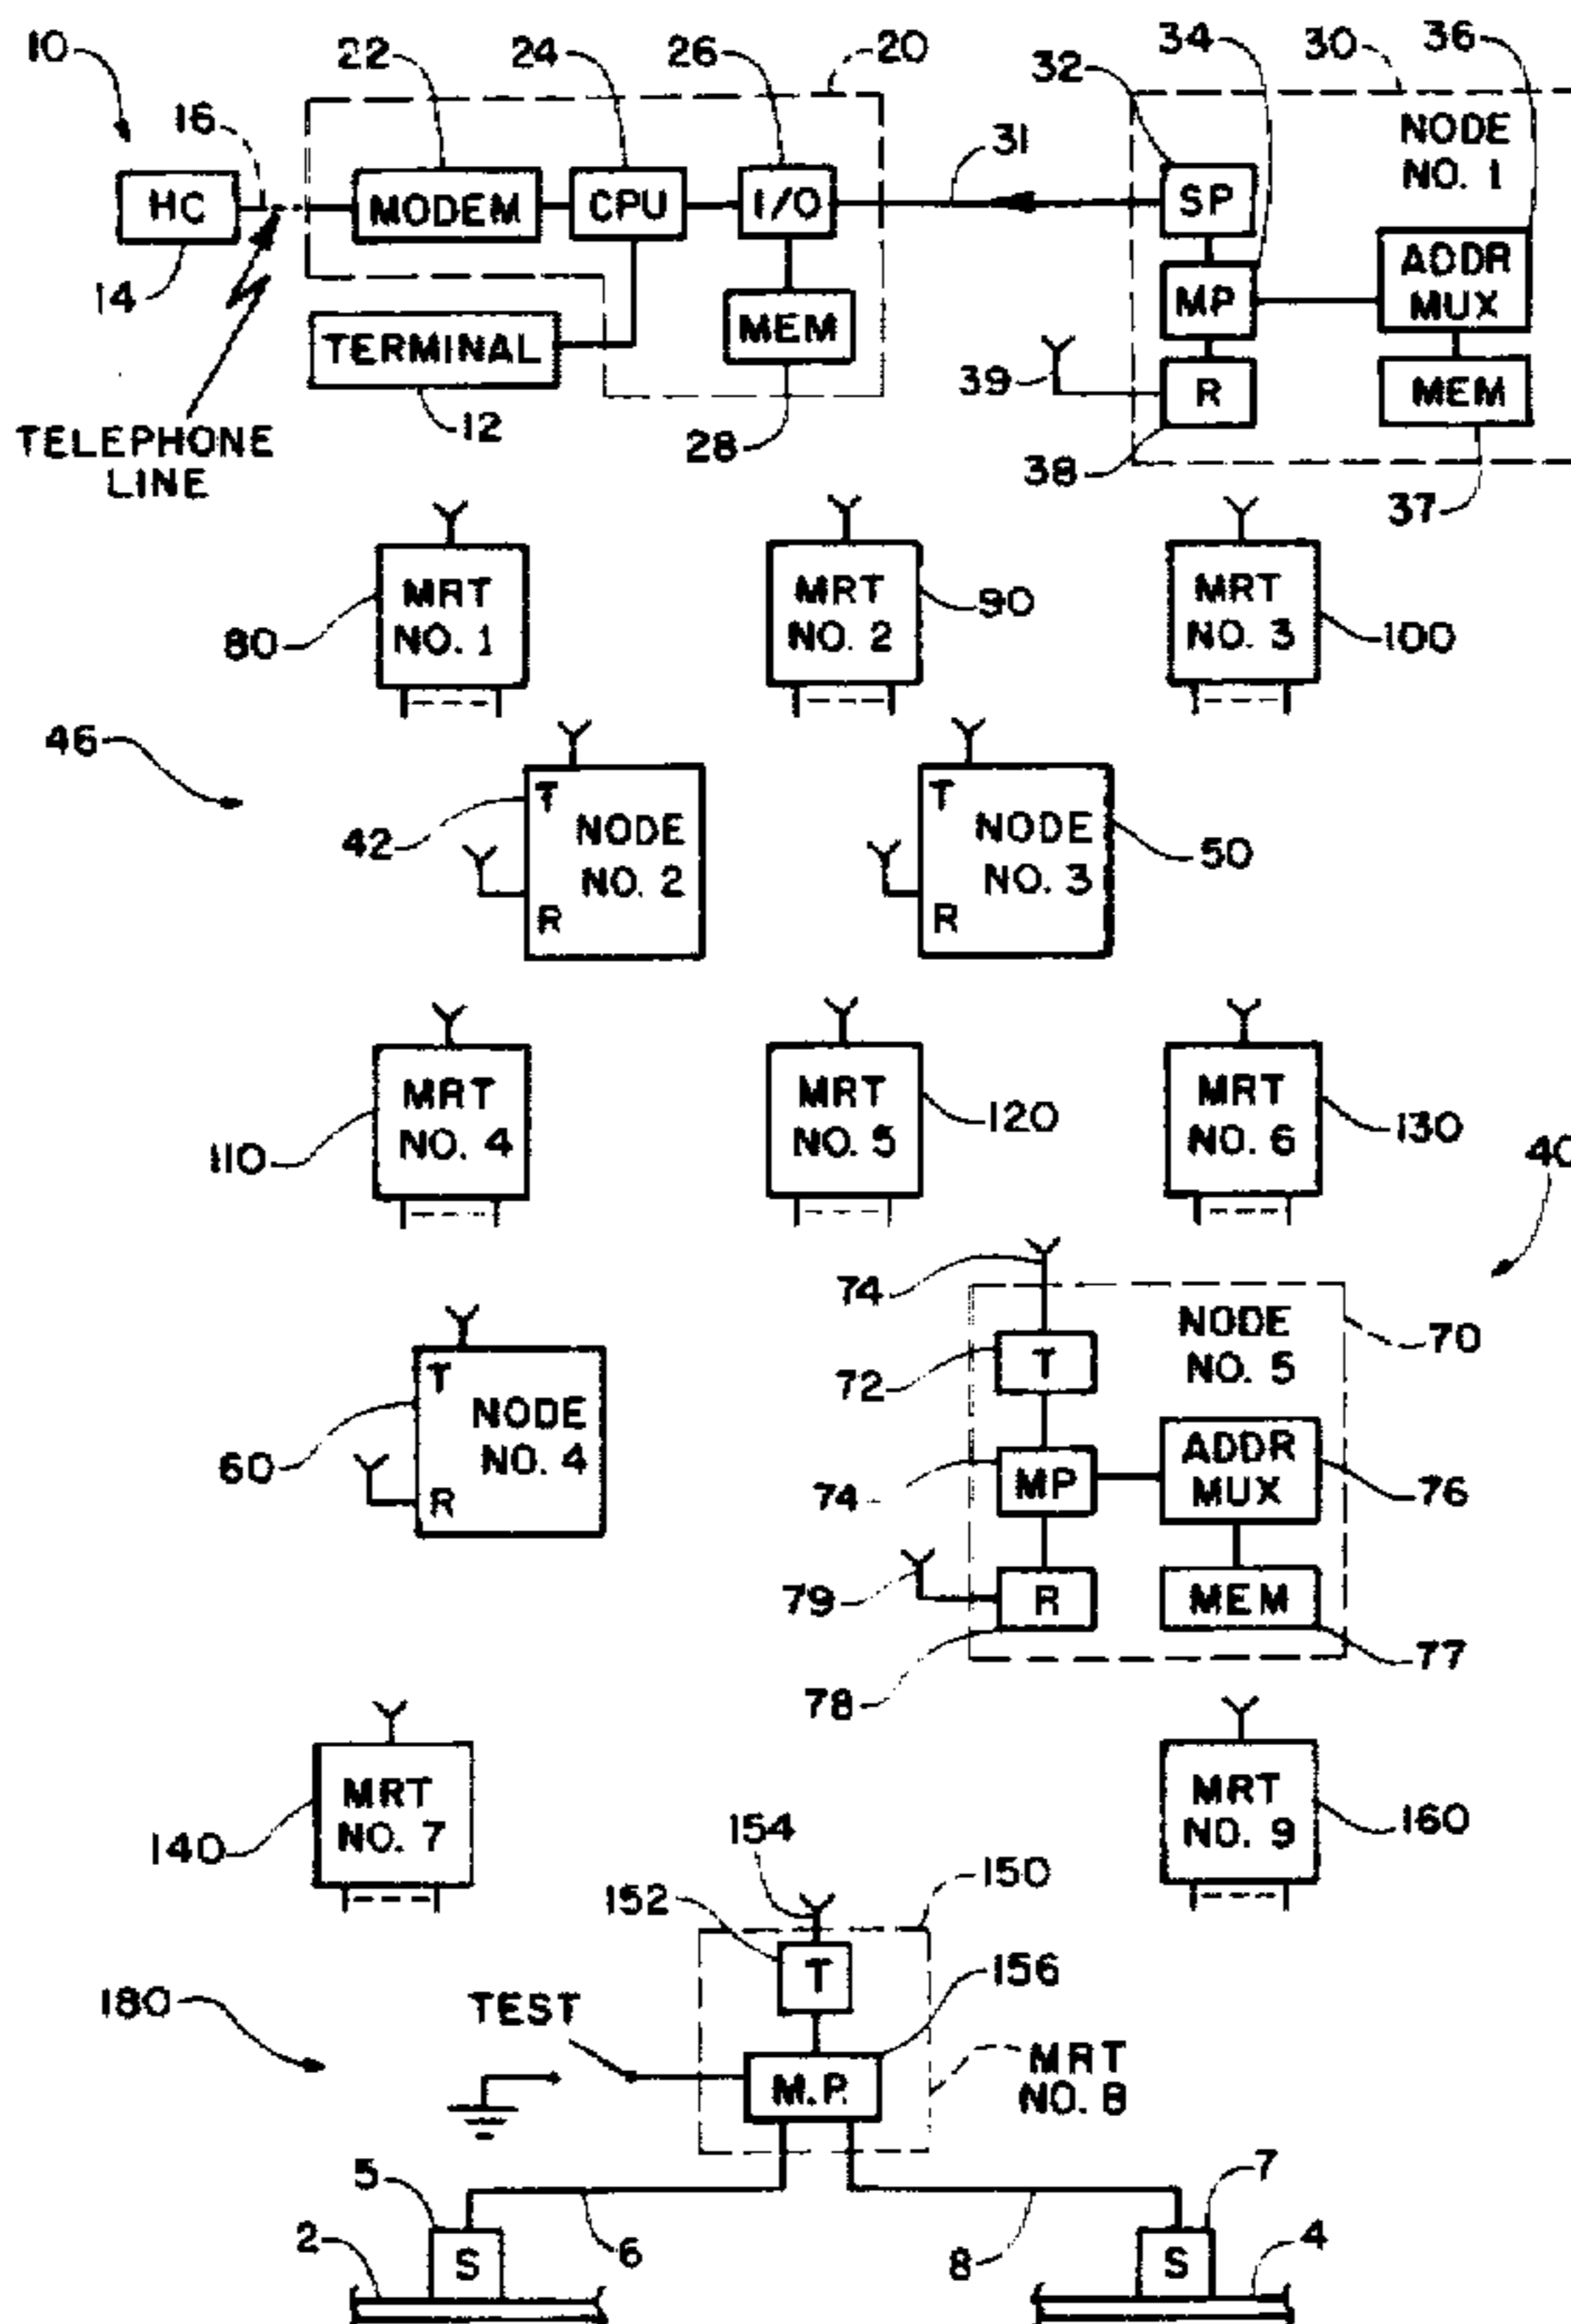 10
22
24
26
20
32
34
30
36
16
31
NODE
NO. 1
HC
MODEM
CPU
I/O
SP
14
ADDR
MUX
MP
TERMINAL
MEM
39
R
MEM
12
28
38
37
TELEPHONE
LINE
MRT
NO. 1
80
MRT
NO. 2
90
MRT
NO. 3
100
46
T
NODE
NO. 2
R
42
T
NODE
NO. 3
R
50
MRT
NO. 4
110
MRT
NO. 5
120
MRT
NO. 6
130
40
74
NODE
NO. 5
70
T
72
T
NODE
NO. 4
R
60
MP
74
ADDR
MUX
76
79
R
MEM
77
78
MRT
NO. 7
140
MRT
NO. 9
160
154
152
150
T
156
180
TEST
M.P.
MRT
NO. 8
5
7
2
S
6
8
S
4